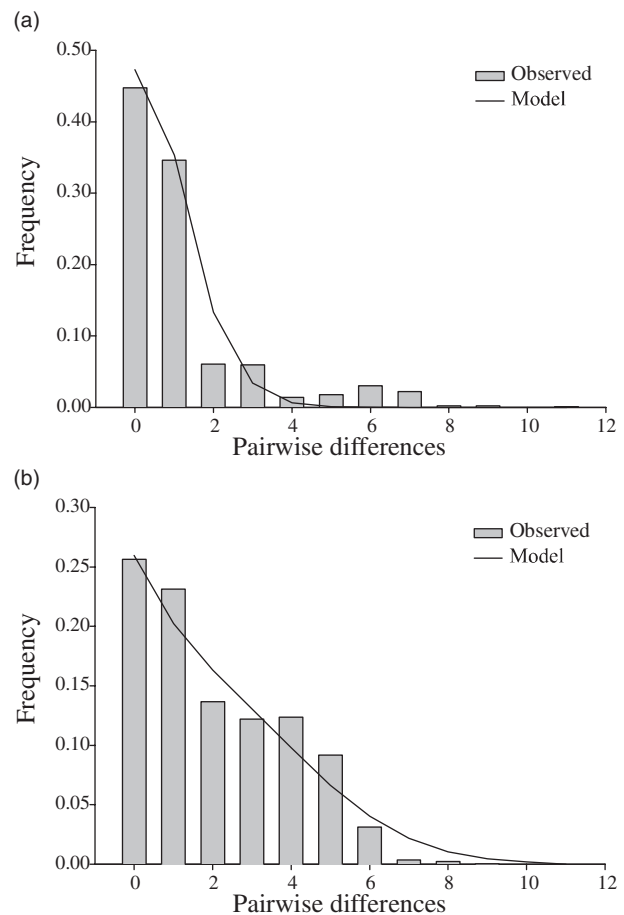 (a)
0.50
0.40
0.30
0.20
0.10
0.00
Frequency
Observed
Model
0 2 4 6 8 10 12
Pairwise differences
(b)
0.30
0.25
0.20
0.15
0.10
0.05
0.00
Frequency
Observed
Model
0 2 4 6 8 10 12
Pairwise differences